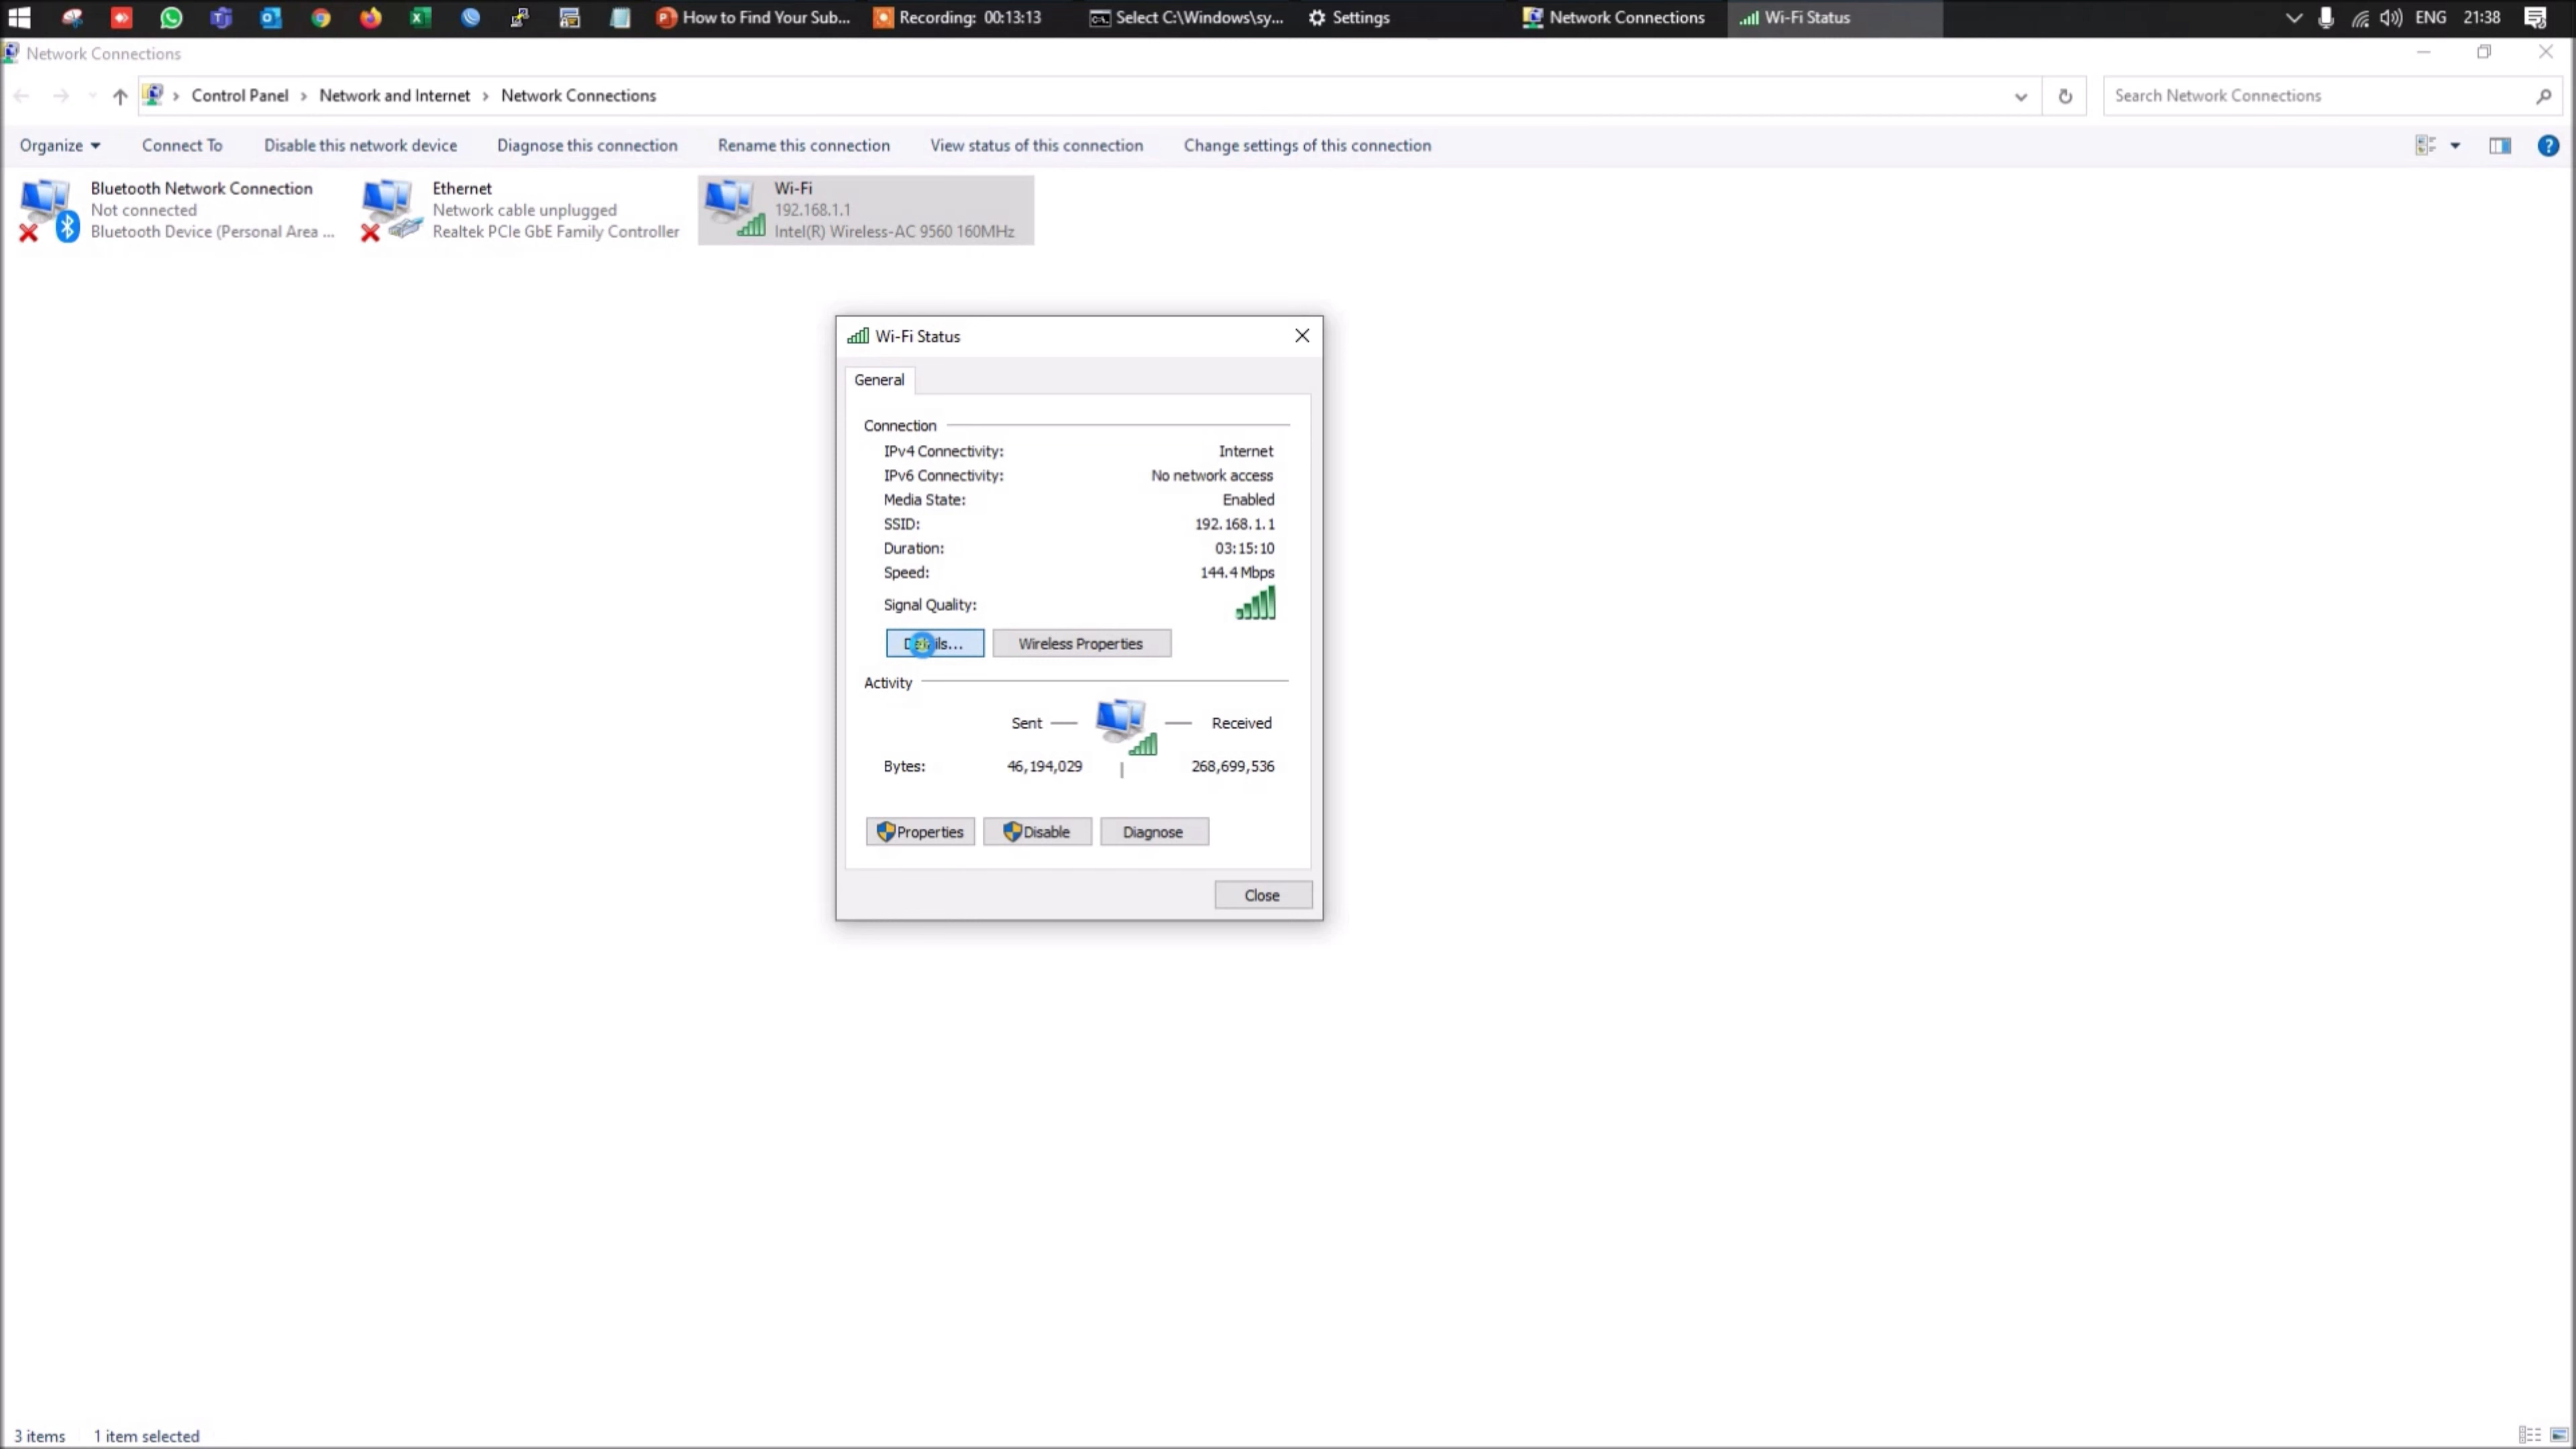 How to Find Your Sub...
Recording: 00:13:13
Select C:\Windows\sy...
Settings
Network Connections
Wi-Fi Status
ENG
21:38
Network Connections
Control Panel > Network and Internet > Network Connections
Search Network Connections
Organize
Connect To
Disable this network device
Diagnose this connection
Rename this connection
View status of this connection
Change settings of this connection
Bluetooth Network Connection
Not connected
Bluetooth Device (Personal Area ...
Ethernet
Network cable unplugged
Realtek PCIe GbE Family Controller
Wi-Fi
192.168.1.1
Intel(R) Wireless-AC 9560 160MHz
Wi-Fi Status
General
Connection
IPv4 Connectivity: Internet
IPv6 Connectivity: No network access
Media State: Enabled
SSID: 192.168.1.1
Duration: 03:15:10
Speed: 144.4 Mbps
Signal Quality:
Details...
Wireless Properties
Activity
Sent — — Received
Bytes: 46,194,029 | 268,699,536
Properties
Disable
Diagnose
Close
3 items
1 item selected